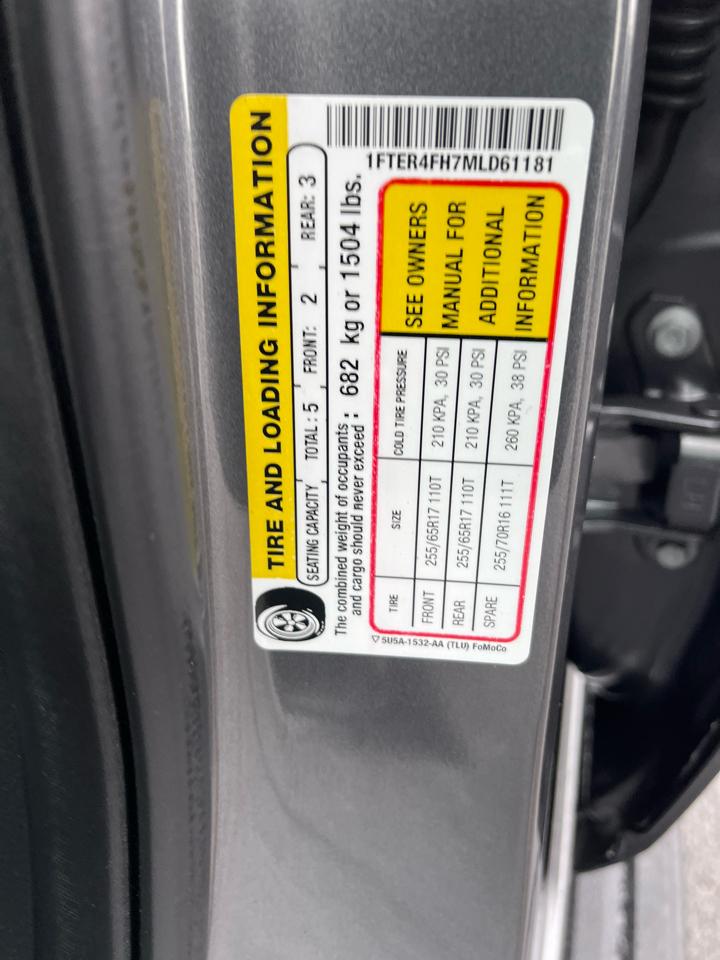 TIRE AND LOADING INFORMATION
SEATING CAPACITY TOTAL: 5 FRONT: 2 REAR: 3
The combined weight of occupants
and cargo should never exceed: 682 kg or 1504 lbs.
1FTER4FH7MLD61181
TIRE SIZE COLD TIRE PRESSURE
FRONT 255/65R17 110T 210 KPA, 30 PSI
REAR 255/65R17 110T 210 KPA, 30 PSI
SPARE 255/70R16 111T 260 KPA, 38 PSI
SEE OWNERS
MANUAL FOR
ADDITIONAL
INFORMATION
5U5A-1532-AA (TLU) FoMoCo